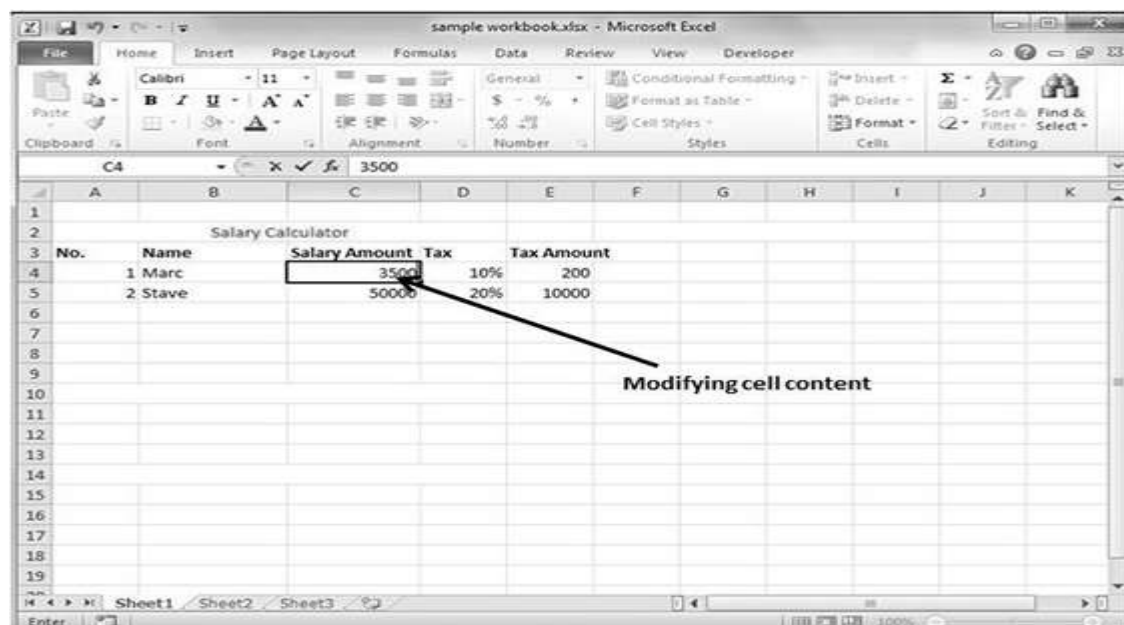 sample workbook.xlsx - Microsoft Excel
File Home Insert Page Layout Formulas Data Review View Developer
Paste
Calibri 11
General
Conditional Formatting
Insert
Σ
B I U A A
Format as Table
Delete
$ - % ,
A
Cell Styles
Format
Sort & Filter
Find & Select
Clipboard Font Alignment Number Styles Cells Editing
C4 fx 3500
A B C D E F G H I J K
1
2 Salary Calculator
3 No. Name Salary Amount Tax Tax Amount
4 1 Marc 3500 10% 200
5 2 Stave 50000 20% 10000
6
7
8
9
Modifying cell content
10
11
12
13
14
15
16
17
18
19
Sheet1 Sheet2 Sheet3
Enter 100%